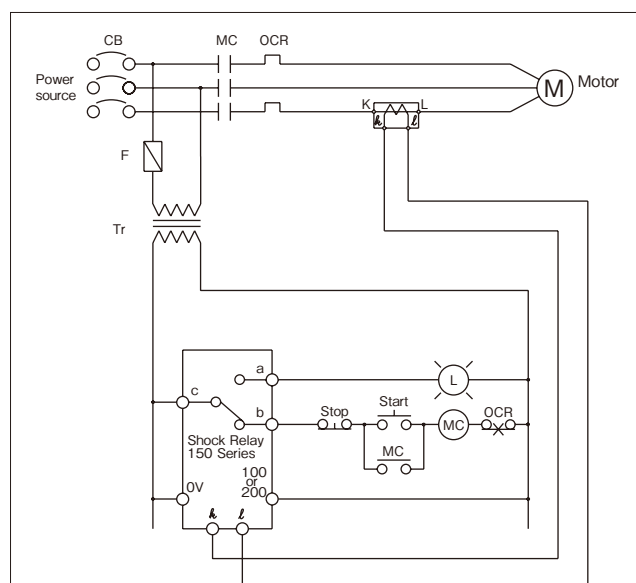 CB
MC
OCR
Power
source
M
Motor
K
L
k
ℓ
F
Tr
a
L
c
b
Stop
Start
MC
OCR
MC
Shock Relay
150 Series
0V
100
or
200
k
ℓ